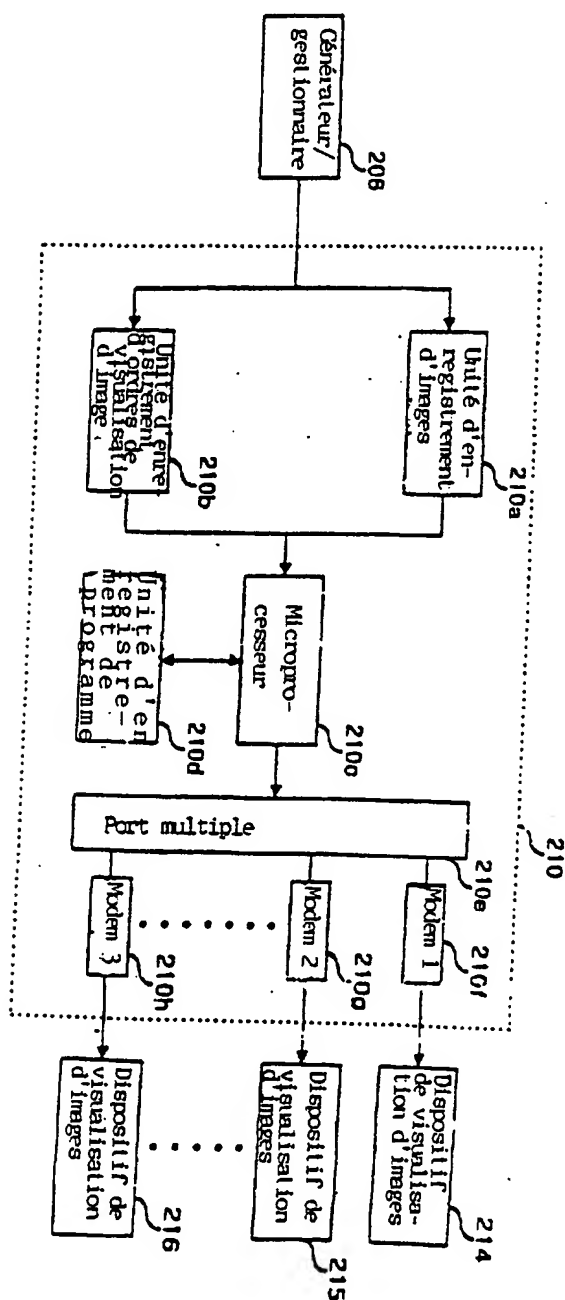 Générateur/
gestionnaire
206
210
Unité d'en-
registrement
d'images
210a
Unité d'enre-
gistrement
d'ordres de
visualisation
d'image
210b
Micropro-
cesseur
210c
Unité d'en
registre-
ment de
programme
210d
Port multiple
210e
Modem 1
210f
Modem 2
210g
Modem 3
210h
Dispositif
de visualisa-
tion d'images
214
Dispositif de
visualisation
d'images
215
Dispositif de
visualisation
d'images
216